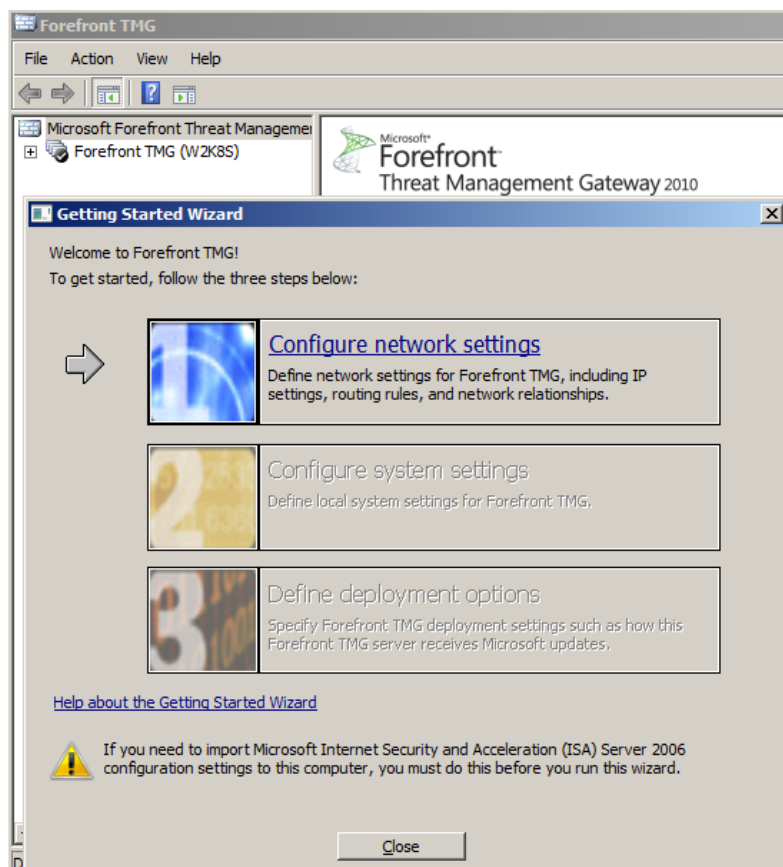 Forefront TMG
File Action View Help
Microsoft Forefront Threat Managemer
Forefront TMG (W2K8S)
Microsoft
Forefront
Threat Management Gateway 2010
Getting Started Wizard
Welcome to Forefront TMG!
To get started, follow the three steps below:
1
Configure network settings
Define network settings for Forefront TMG, including IP
settings, routing rules, and network relationships.
2
Configure system settings
Define local system settings for Forefront TMG.
3
Define deployment options
Specify Forefront TMG deployment settings such as how this
Forefront TMG server receives Microsoft updates.
Help about the Getting Started Wizard
If you need to import Microsoft Internet Security and Acceleration (ISA) Server 2006
configuration settings to this computer, you must do this before you run this wizard.
Close